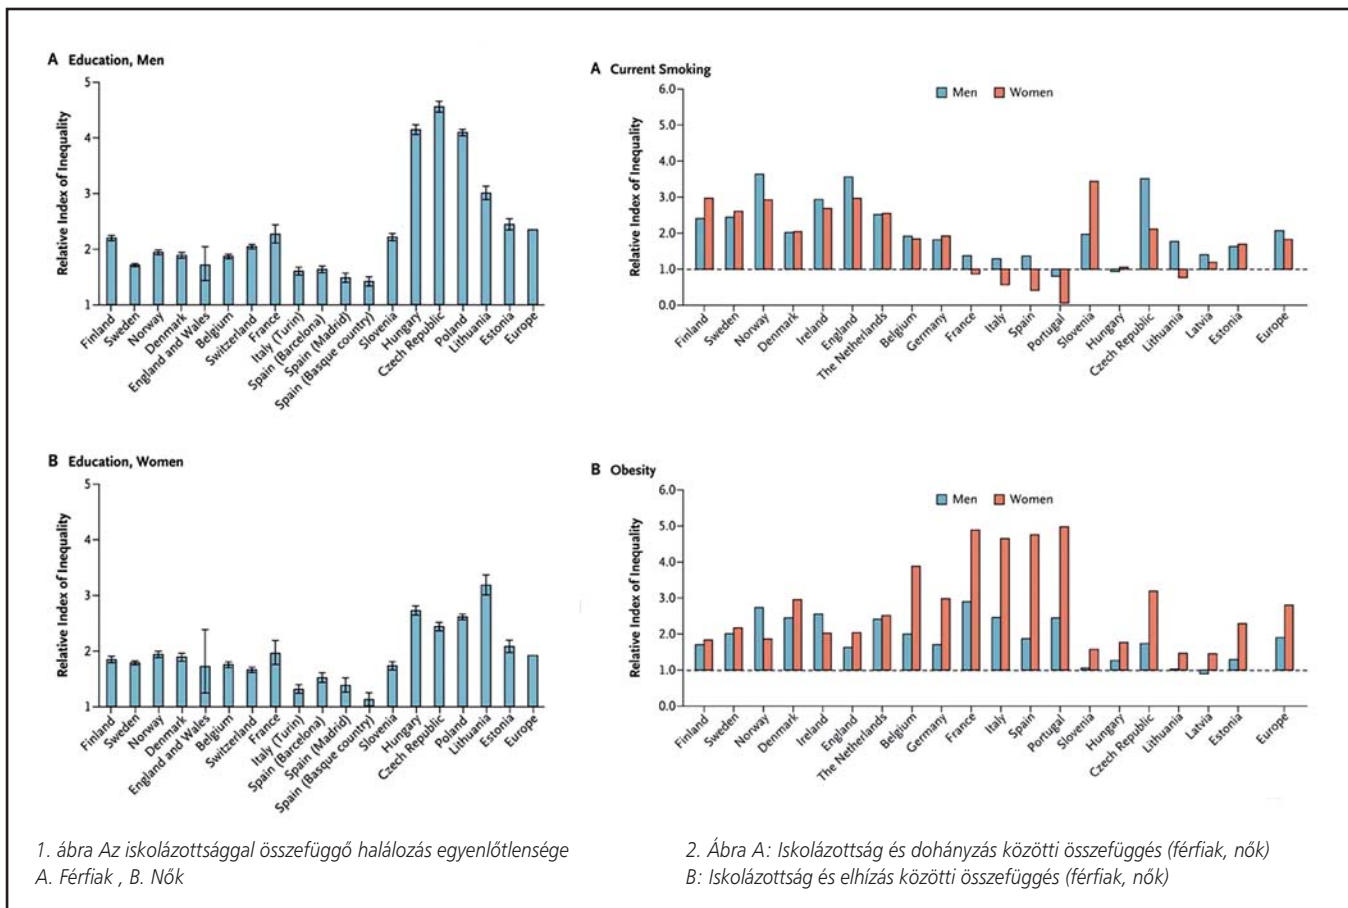 A Education, Men
Relative Index of Inequality
5
4
3
2
1
Finland
Sweden
Norway
Denmark
England and Wales
Belgium
Switzerland
France
Italy (Turin)
Spain (Barcelona)
Spain (Madrid)
Spain (Basque country)
Slovenia
Hungary
Czech Republic
Poland
Lithuania
Estonia
Europe
B Education, Women
Relative Index of Inequality
5
4
3
2
1
Finland
Sweden
Norway
Denmark
England and Wales
Belgium
Switzerland
France
Italy (Turin)
Spain (Barcelona)
Spain (Madrid)
Spain (Basque country)
Slovenia
Hungary
Czech Republic
Poland
Lithuania
Estonia
Europe
1. ábra Az iskolázottsággal összefüggő halálozás egyenlőtlensége
A. Férfiak , B. Nők
A Current Smoking
Men Women
Relative Index of Inequality
6.0
5.0
4.0
3.0
2.0
1.0
0.0
Finland
Sweden
Norway
Denmark
Ireland
England
The Netherlands
Belgium
Germany
France
Italy
Spain
Portugal
Slovenia
Hungary
Czech Republic
Lithuania
Latvia
Estonia
Europe
B Obesity
Men Women
Relative Index of Inequality
6.0
5.0
4.0
3.0
2.0
1.0
0.0
Finland
Sweden
Norway
Denmark
Ireland
England
The Netherlands
Belgium
Germany
France
Italy
Spain
Portugal
Slovenia
Hungary
Czech Republic
Lithuania
Latvia
Estonia
Europe
2. Ábra A: Iskolázottság és dohányzás közötti összefüggés (férfiak, nők)
B: Iskolázottság és elhízás közötti összefüggés (férfiak, nők)